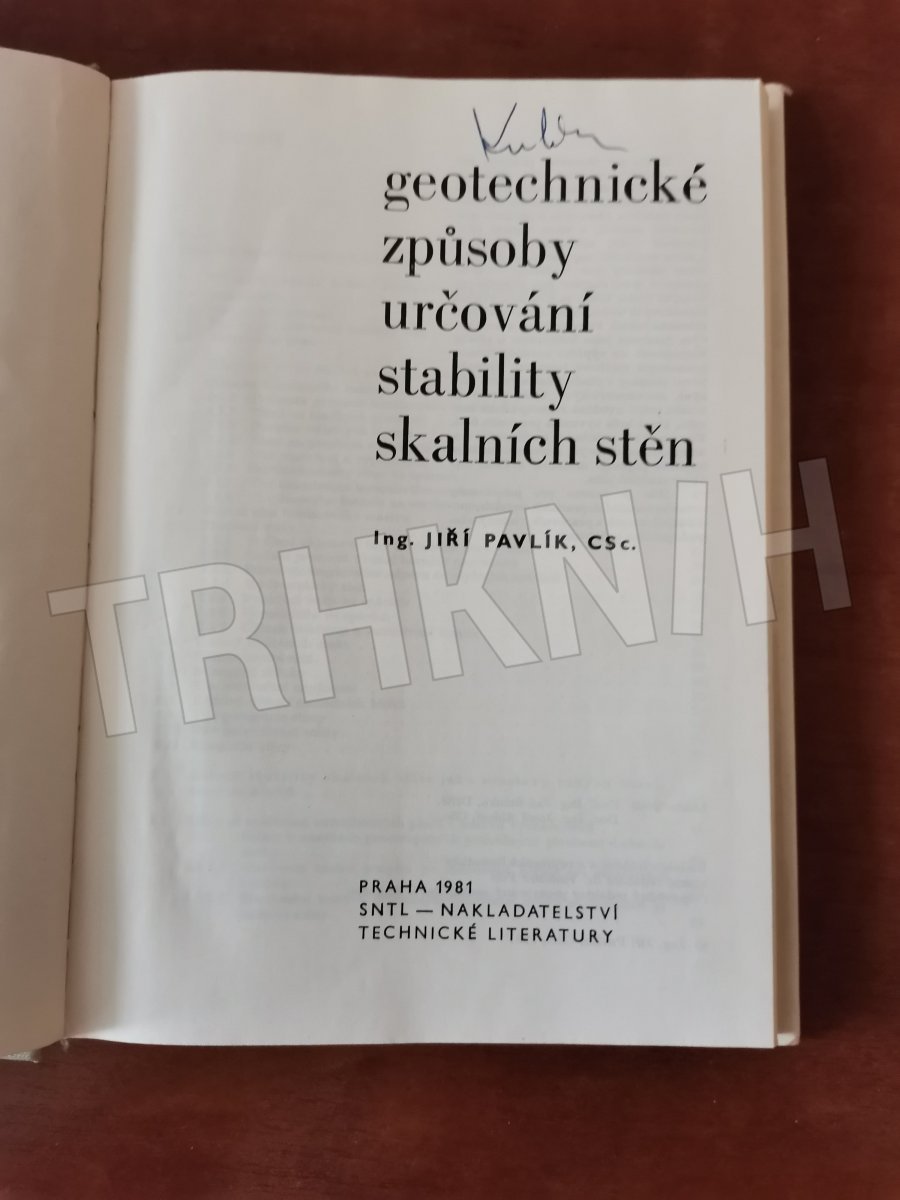 geotechnické
způsoby
určování
stability
skalních stěn
Ing. JIŘÍ PAVLÍK, CSc.
TRHKNIH
PRAHA 1981
SNTL — NAKLADATELSTVÍ
TECHNICKÉ LITERATURY